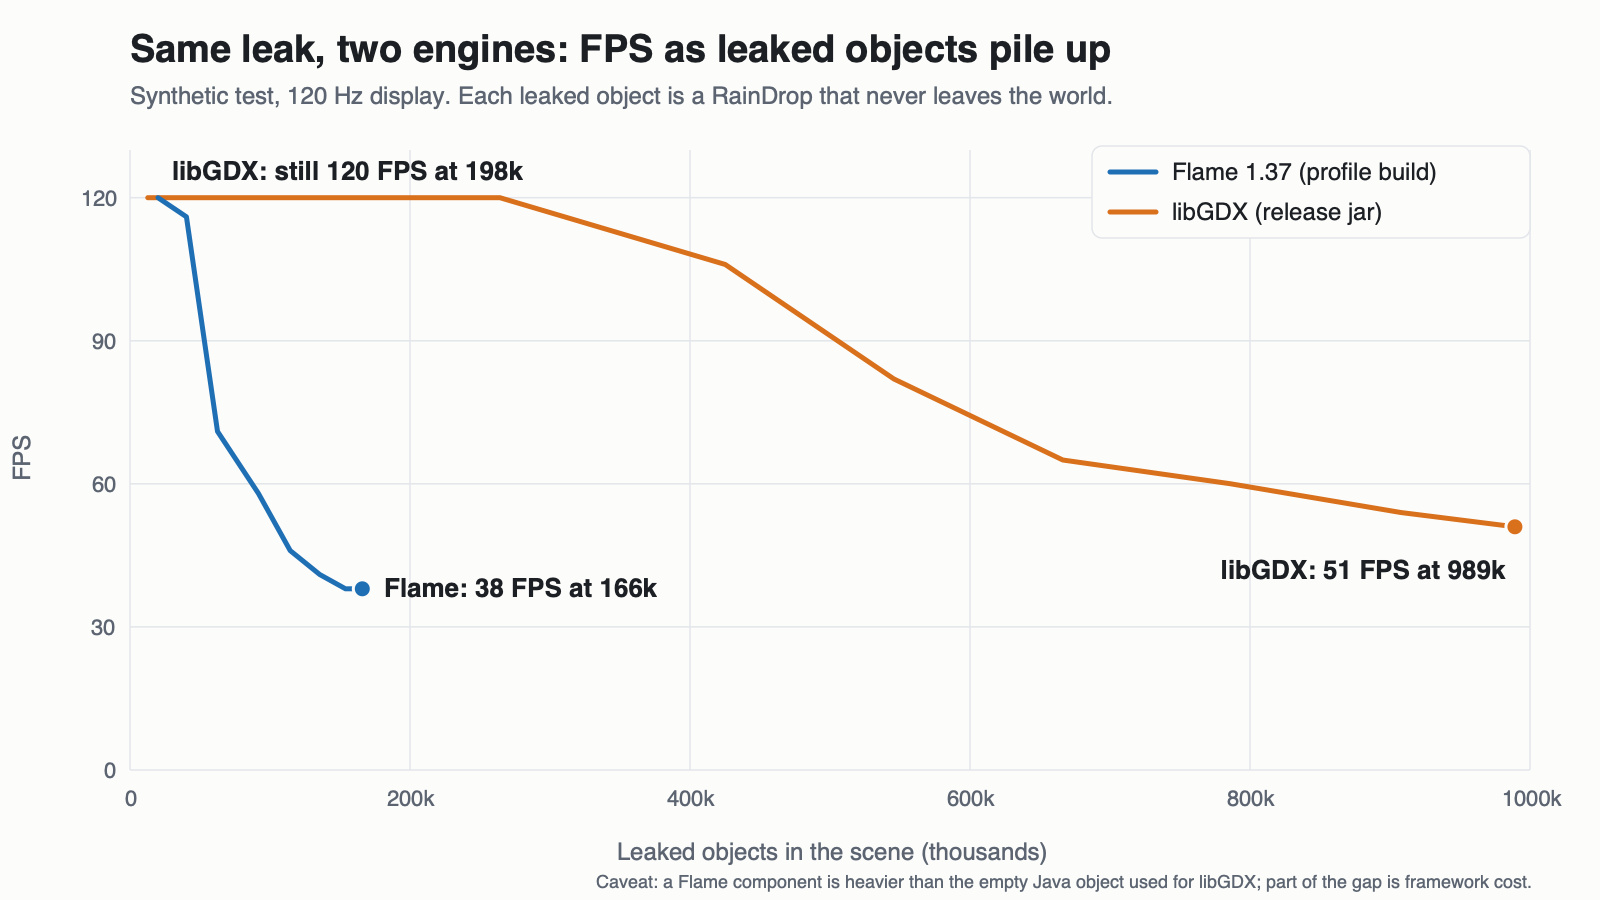 Same leak, two engines: FPS as leaked objects pile up
Synthetic test, 120 Hz display. Each leaked object is a RainDrop that never leaves the world.
libGDX: still 120 FPS at 198k
Flame 1.37 (profile build)
libGDX (release jar)
120
90
60
30
0
FPS
Flame: 38 FPS at 166k
libGDX: 51 FPS at 989k
0
200k
400k
600k
800k
1000k
Leaked objects in the scene (thousands)
Caveat: a Flame component is heavier than the empty Java object used for libGDX; part of the gap is framework cost.